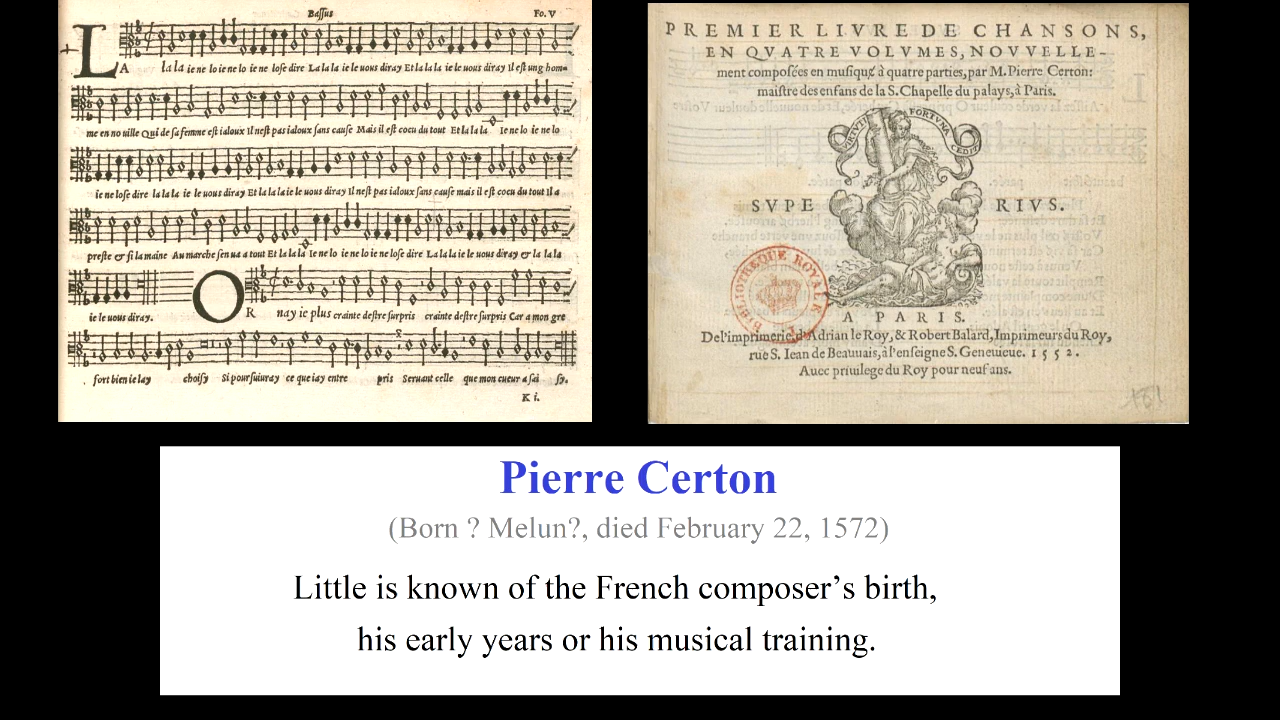 Bassus Fo. V
LA la la ie ne lo ie ne lo ie ne lose dire La la la ie le vous diray Et la la la ie le vous diray Il est ung hom=
me en no ville Qui de sa femme est ialoux Il nest pas ialoux sans cause Mais il est cocu du tout Et la la la Ie ne lo ie ne lo
ie ne lose dire la la la ie le vous diray Et la la la ie le vous diray Il nest pas ialoux sans cause mais il est cocu du tout Il a
preste & si la maine Au marche sen va a tout Et la la la Ie ne lo ie ne lo ie ne lose dire La la la ie le vous diray & la la la
ie le vous diray. OR nay ie plus crainte destre surpris crainte destre surpris Car a mon gre
fort bien ie lay choisy Si poursuiuray ce que iay entre pris Seruant celle que mon cueur a sai sy.
K i.
PREMIER LIVRE DE CHANSONS,
EN QVATRE VOLVMES, NOVVELLE-
ment composées en musique à quatre parties, par M. Pierre Certon:
maistre des enfans de la S. Chapelle du palays, à Paris.
VIRTVTI FORTVNA CEDIT
SVPE RIVS.
BIBLIOTHEQUE ROYALE
A PARIS.
De l'imprimerie, d'Adrian le Roy, & Robert Balard, Imprimeurs du Roy,
rue S. Iean de Beauuais, à l'enseigne S. Geneueue. 1552.
Auec priuilege du Roy pour neuf ans.
Pierre Certon
(Born ? Melun?, died February 22, 1572)
Little is known of the French composer’s birth,
his early years or his musical training.